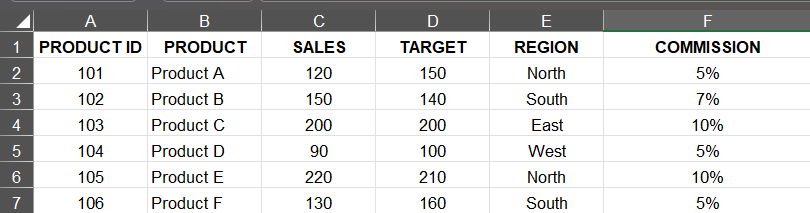 A B C D E F
1 PRODUCT ID PRODUCT SALES TARGET REGION COMMISSION
2 101 Product A 120 150 North 5%
3 102 Product B 150 140 South 7%
4 103 Product C 200 200 East 10%
5 104 Product D 90 100 West 5%
6 105 Product E 220 210 North 10%
7 106 Product F 130 160 South 5%